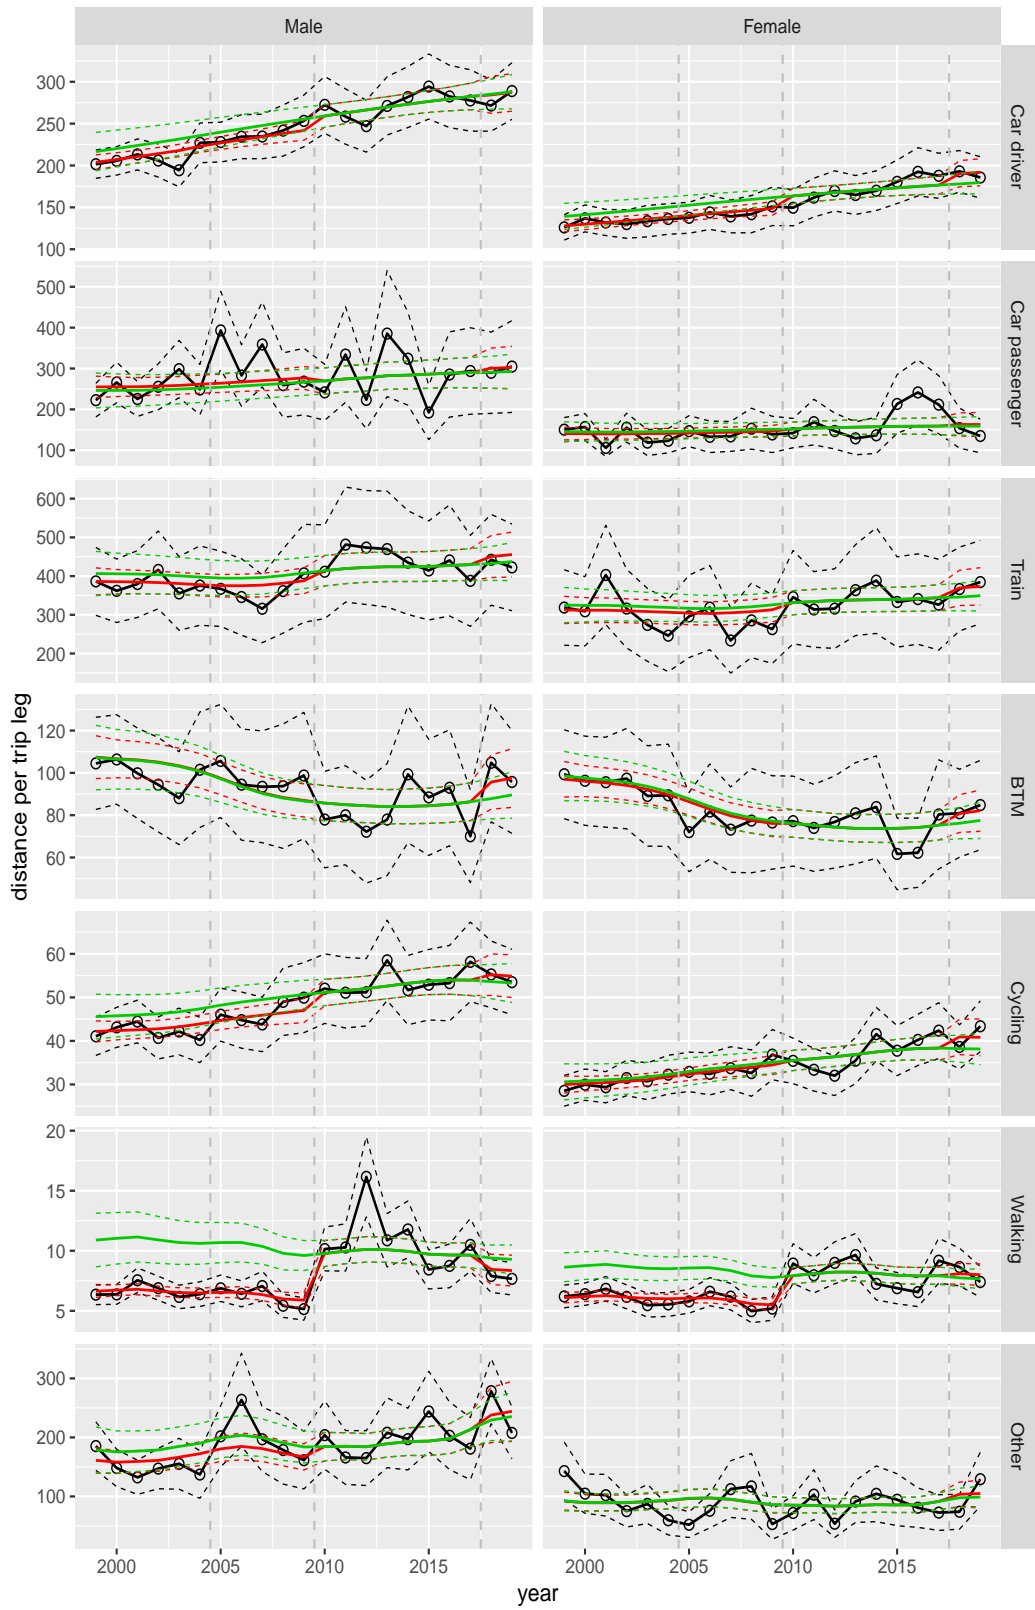 Male Female
300
250
200
150
100
Car driver
500
400
300
200
100
Car passenger
600
500
400
300
200
Train
120
100
80
60
BTM
60
50
40
30
Cycling
20
15
10
5
Walking
300
200
100
Other
distance per trip leg
2000 2005 2010 2015 2000 2005 2010 2015
year